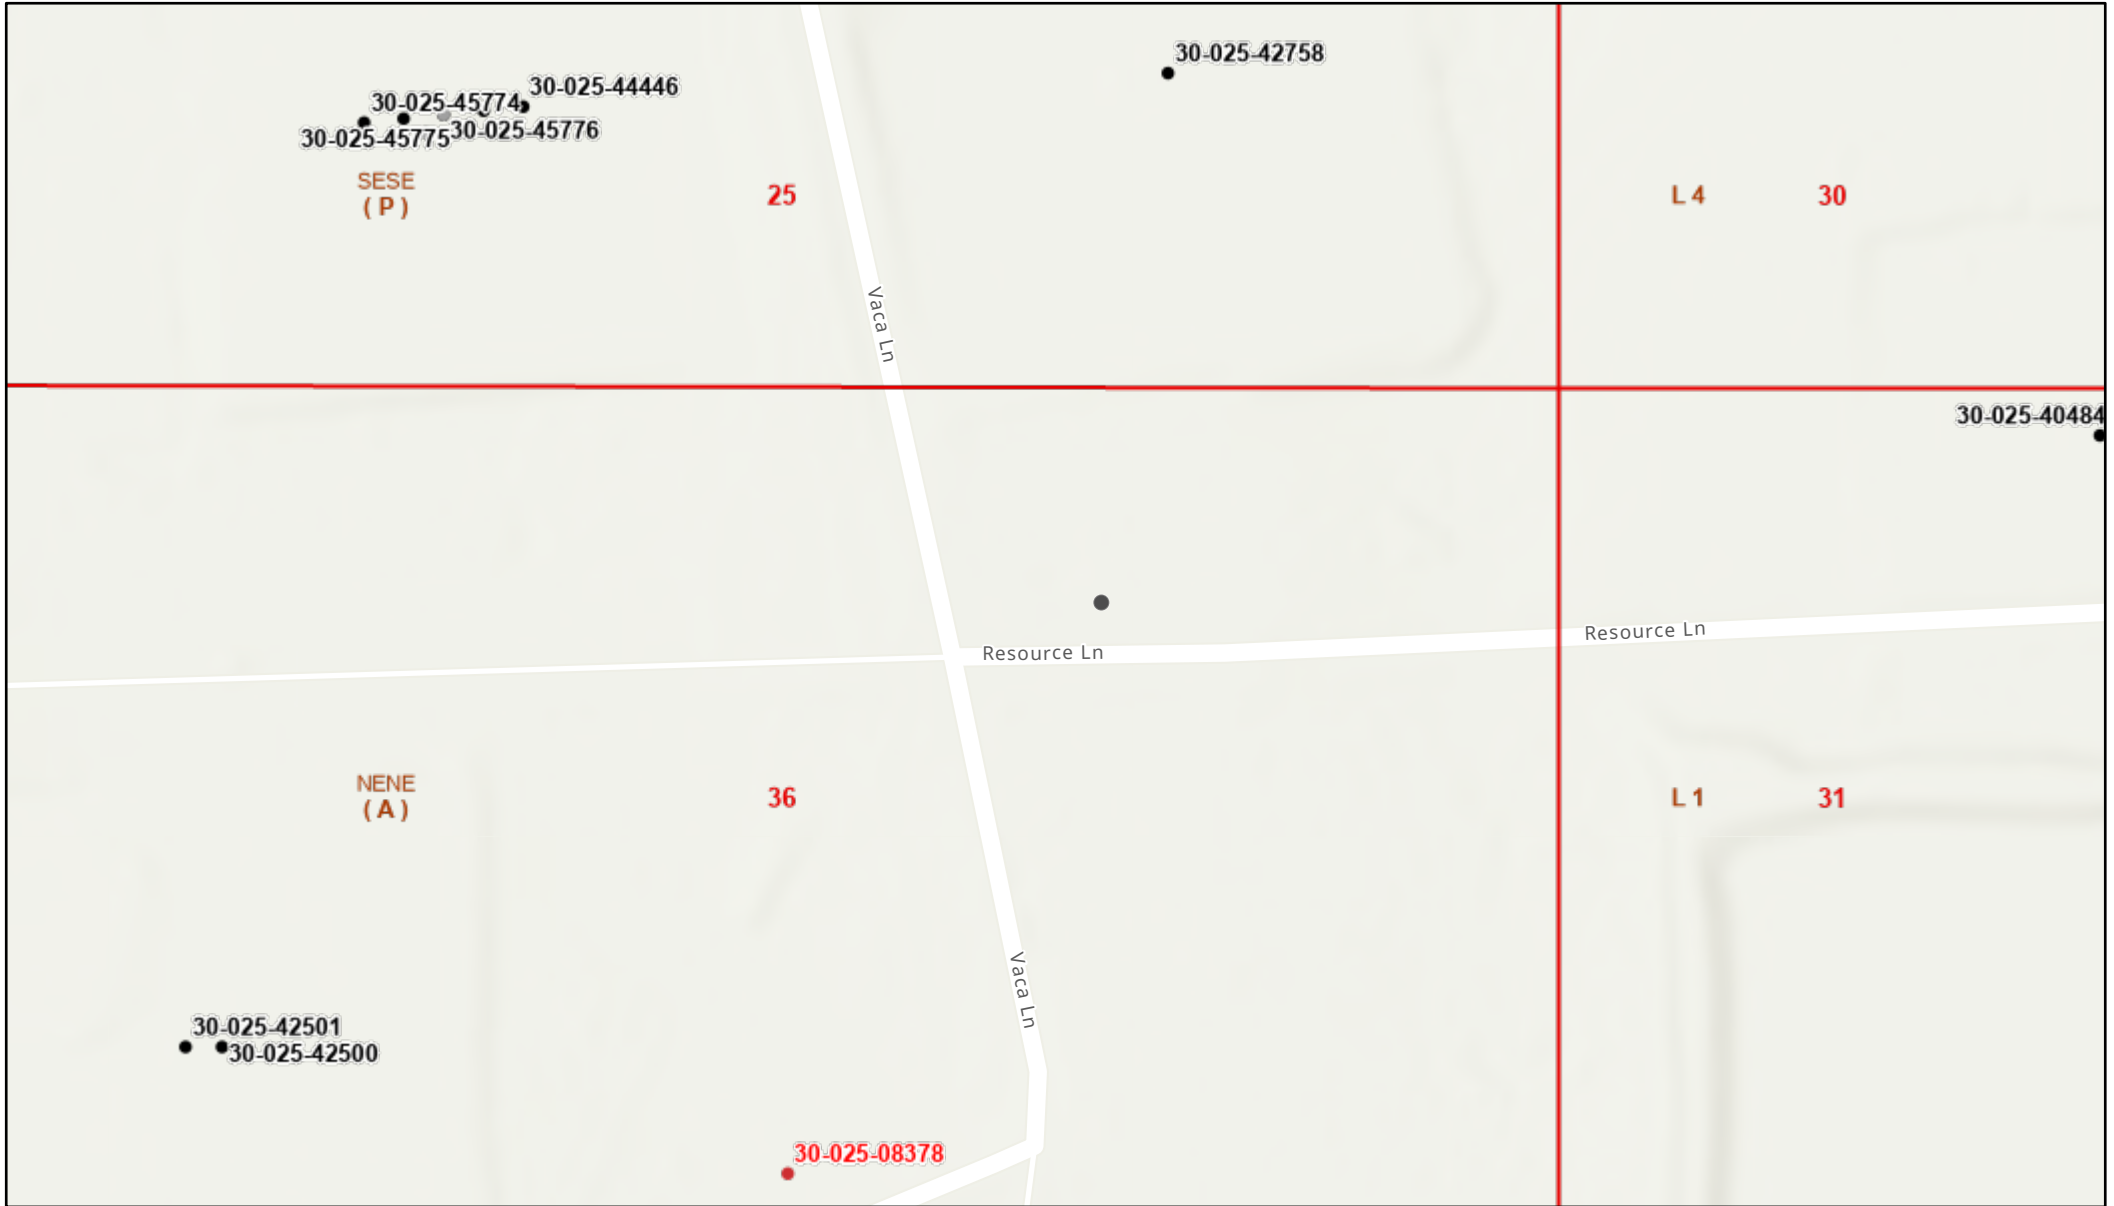 30-025-42758
30-025-44446
30-025-45774
30-025-45776
30-025-45775
SESE
( P )
25
L 4
30
Vaca Ln
30-025-40484
Resource Ln
Resource Ln
NENE
( A )
36
L 1
31
Vaca Ln
30-025-42501
30-025-42500
30-025-08378